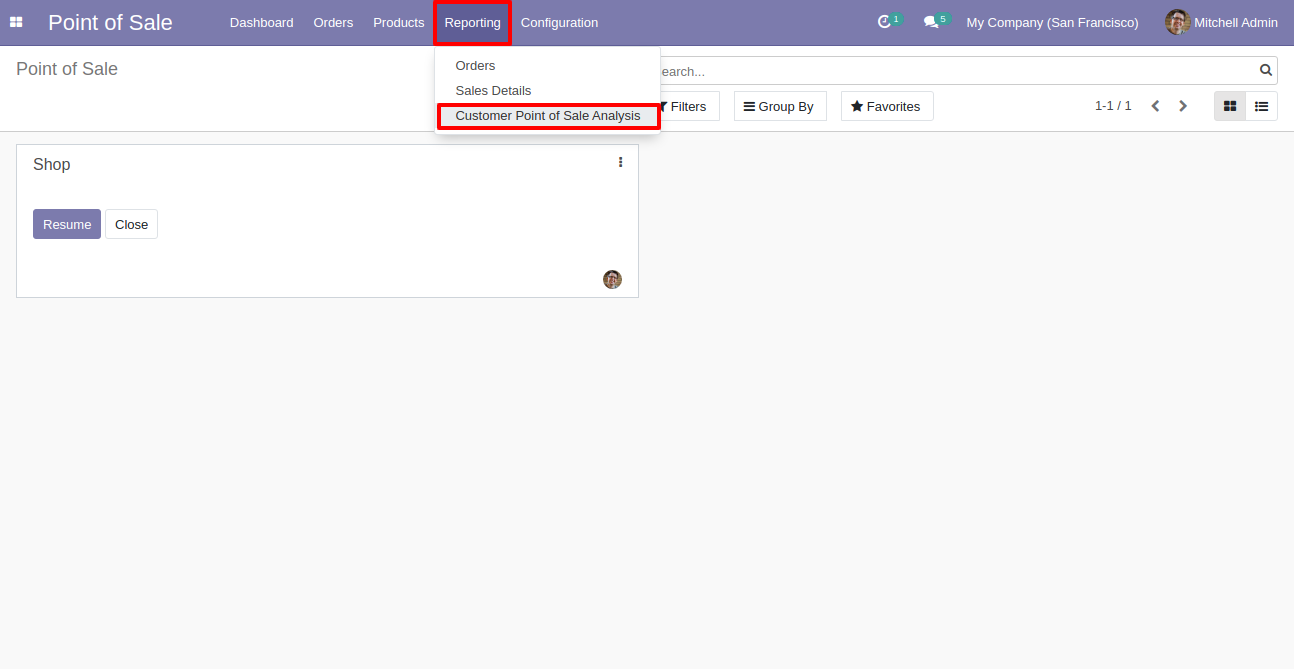 Point of Sale Dashboard Orders Products Reporting Configuration 1 5 My Company (San Francisco) Mitchell Admin
Point of Sale
Orders
Sales Details
Customer Point of Sale Analysis
earch...
Filters Group By Favorites 1-1 / 1
Shop
Resume Close